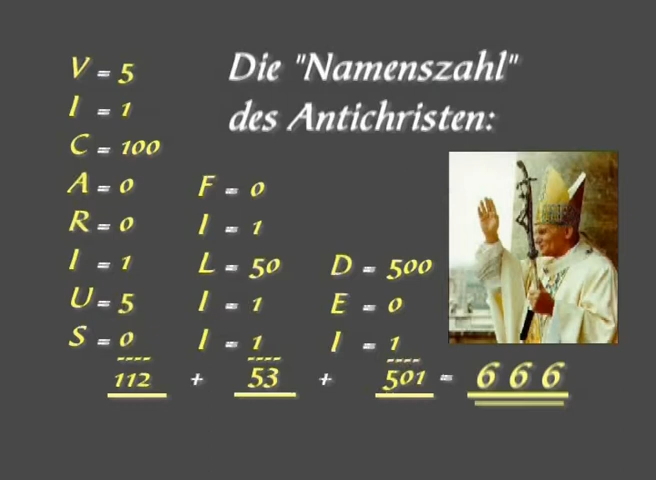 Die "Namenszahl"
des Antichristen:
V = 5
I = 1
C = 100
A = 0
R = 0
I = 1
U = 5
S = 0
----
112
F = 0
I = 1
L = 50
I = 1
I = 1
----
53
D = 500
E = 0
I = 1
----
501
+ + = 666